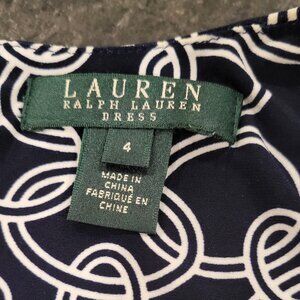 LAUREN
RALPH LAUREN
DRESS
4
MADE IN
CHINA
FABRIQUÉ EN
CHINE